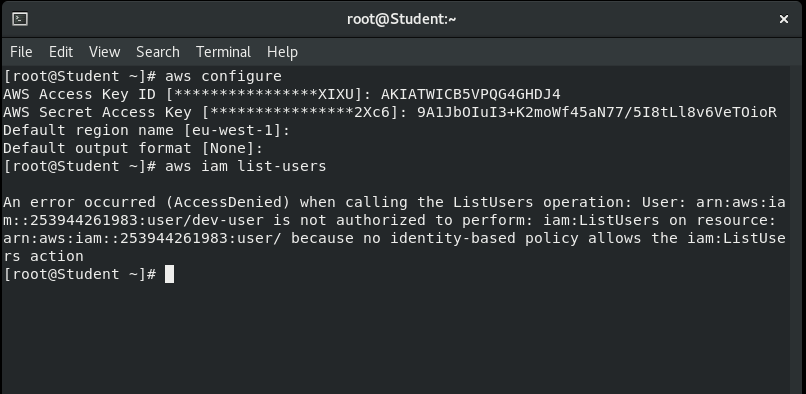 root@Student:~
File Edit View Search Terminal Help
[root@Student ~]# aws configure
AWS Access Key ID [****************XIXU]: AKIATWICB5VPQG4GHDJ4
AWS Secret Access Key [****************2Xc6]: 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
Default region name [eu-west-1]:
Default output format [None]:
[root@Student ~]# aws iam list-users
An error occurred (AccessDenied) when calling the ListUsers operation: User: arn:aws:ia
m::253944261983:user/dev-user is not authorized to perform: iam:ListUsers on resource:
arn:aws:iam::253944261983:user/ because no identity-based policy allows the iam:ListUse
rs action
[root@Student ~]#